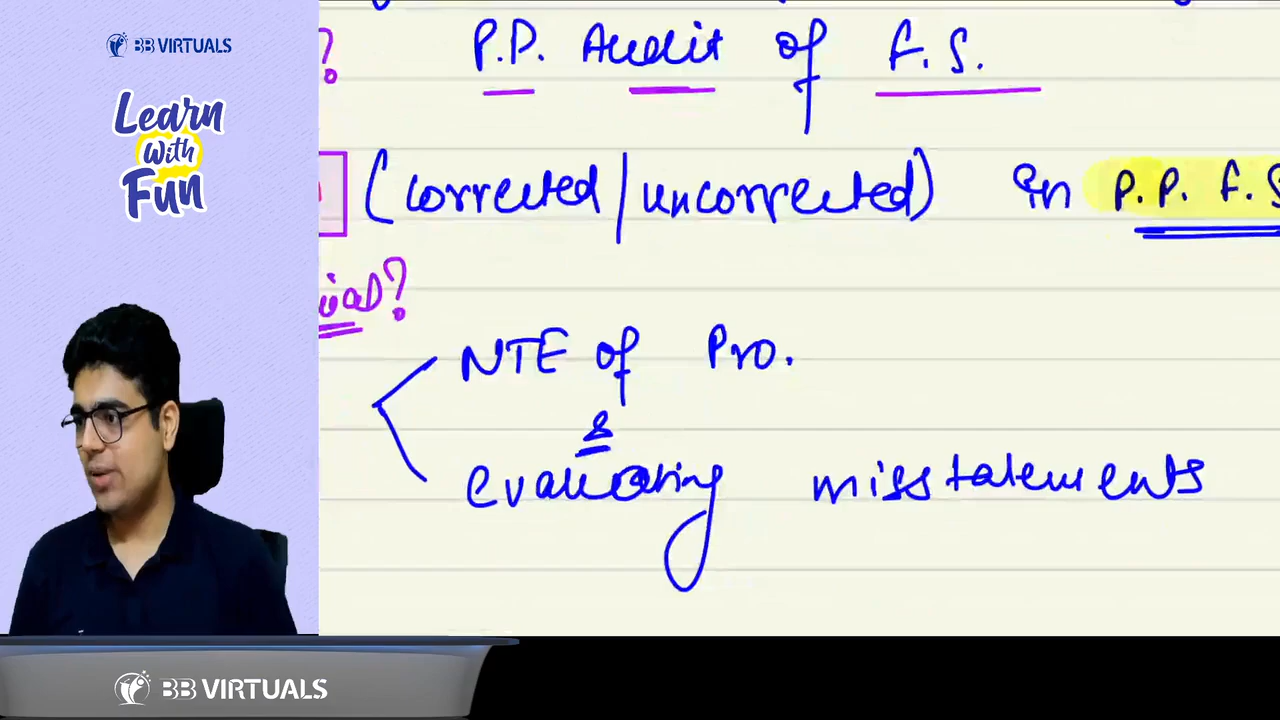 BB VIRTUALS
Learn
With
Fun
?
P.P. Audit of F.S.
(corrected/uncorrected) in P.P. F.S
?
NTE of Pro.
&
evaluating misstatements
BB VIRTUALS